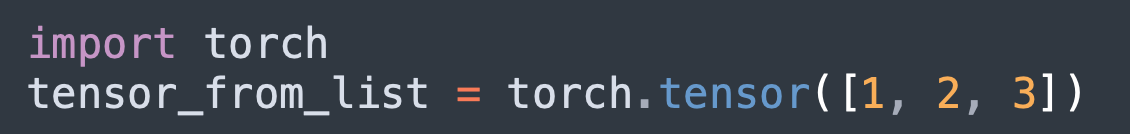 import torch
tensor_from_list = torch.tensor([1, 2, 3])